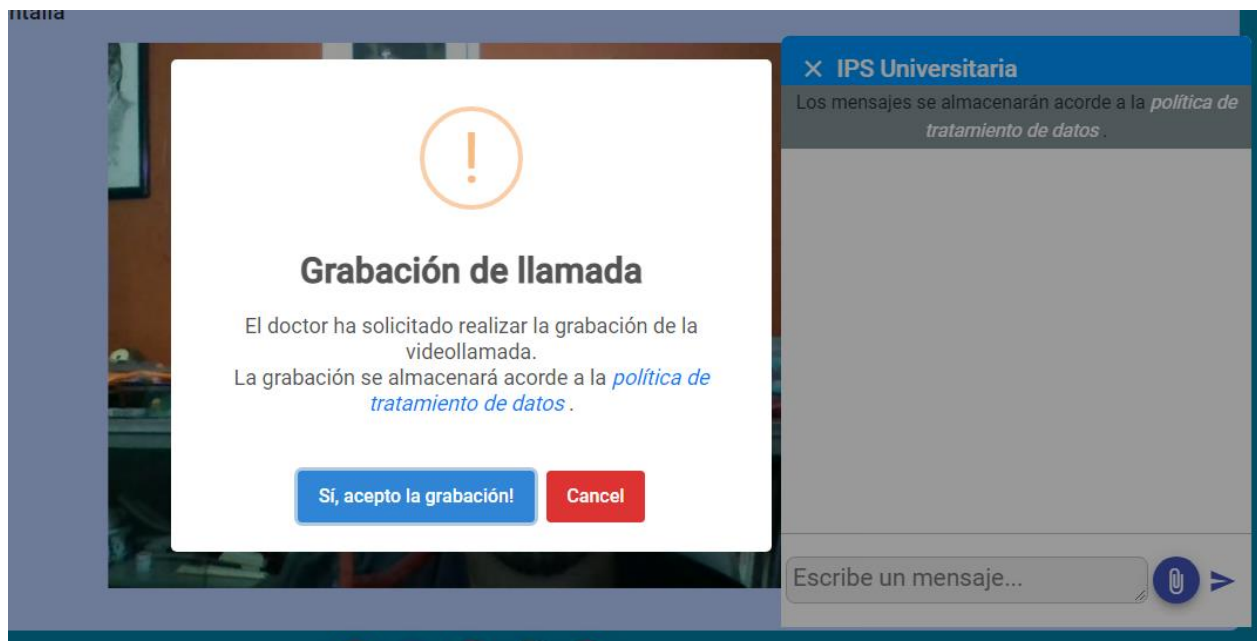 Grabación de llamada
El doctor ha solicitado realizar la grabación de la
videollamada.
La grabación se almacenará acorde a la política de
tratamiento de datos .
Sí, acepto la grabación!
Cancel
× IPS Universitaria
Los mensajes se almacenarán acorde a la política de
tratamiento de datos .
Escribe un mensaje...